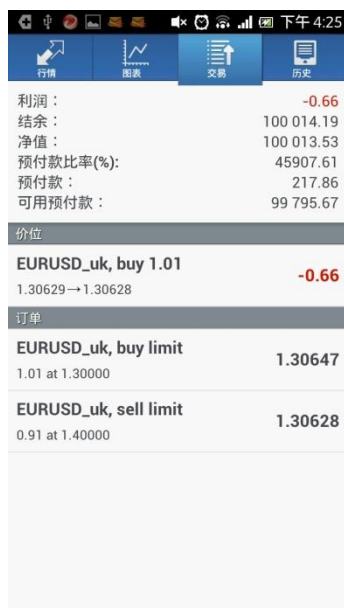 下午 4:25
行情 图表 交易 历史
利润： -0.66
结余： 100 014.19
净值： 100 013.53
预付款比率(%): 45907.61
预付款： 217.86
可用预付款： 99 795.67
价位
EURUSD_uk, buy 1.01 -0.66
1.30629→1.30628
订单
EURUSD_uk, buy limit 1.30647
1.01 at 1.30000
EURUSD_uk, sell limit 1.30628
0.91 at 1.40000